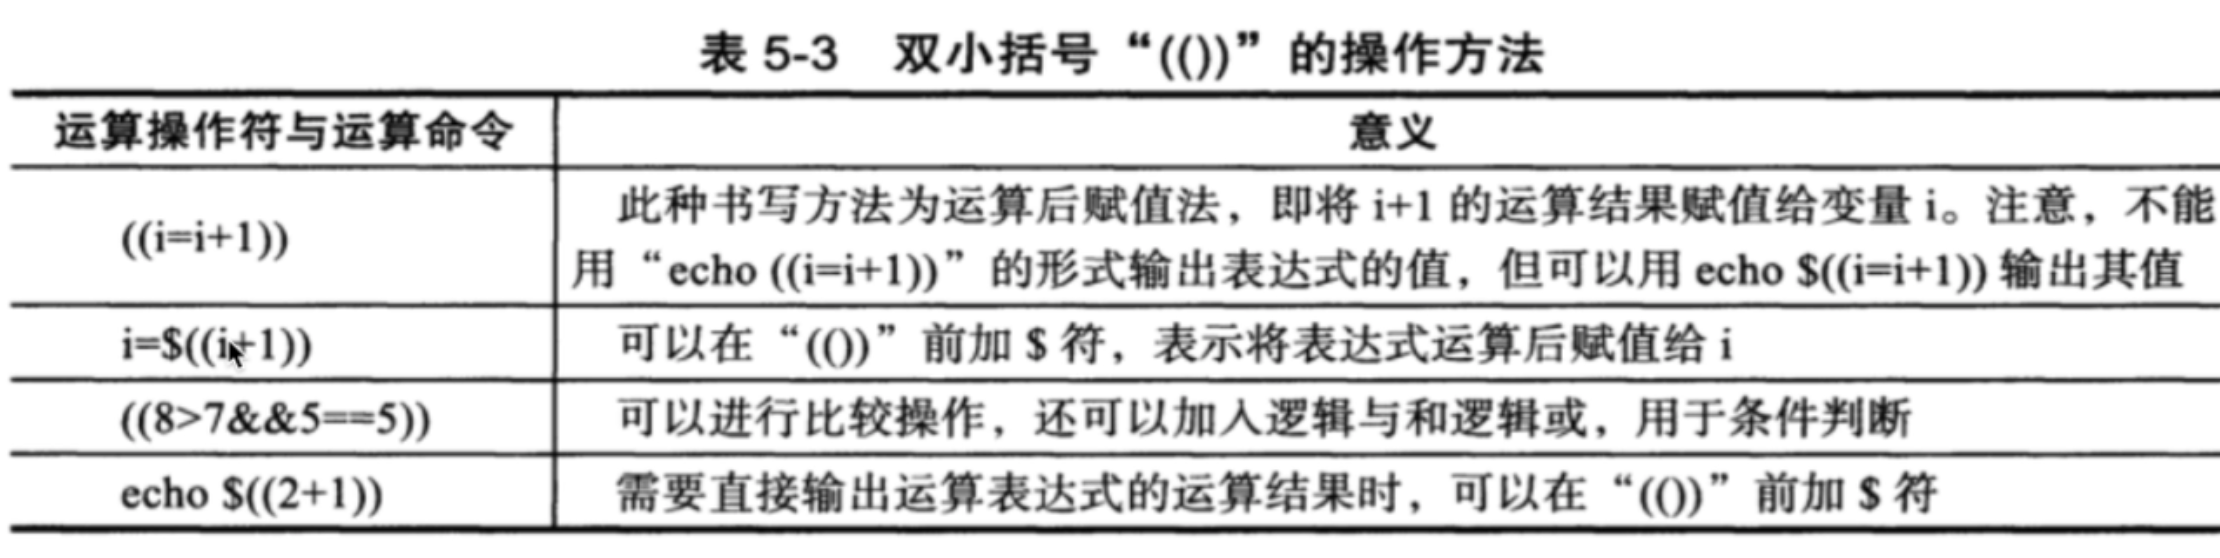 表 5-3 双小括号“(())”的操作方法
运算操作符与运算命令 意义
((i=i+1)) 此种书写方法为运算后赋值法，即将 i+1 的运算结果赋值给变量 i。注意，不能
用“echo ((i=i+1))”的形式输出表达式的值，但可以用 echo $((i=i+1)) 输出其值
i=$((i+1)) 可以在“(())”前加 $ 符，表示将表达式运算后赋值给 i
((8>7&&5==5)) 可以进行比较操作，还可以加入逻辑与和逻辑或，用于条件判断
echo $((2+1)) 需要直接输出运算表达式的运算结果时，可以在“(())”前加 $ 符